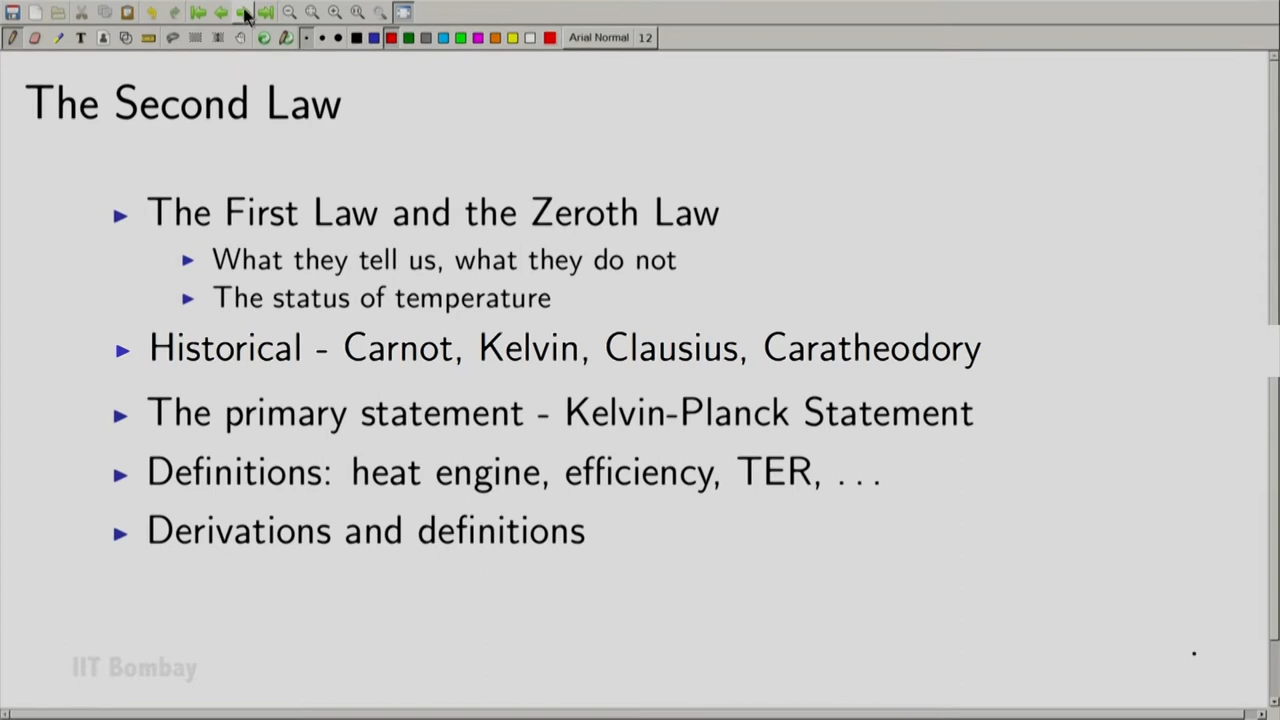 T Arial Normal 12
The Second Law
The First Law and the Zeroth Law
What they tell us, what they do not
The status of temperature
Historical - Carnot, Kelvin, Clausius, Caratheodory
The primary statement - Kelvin-Planck Statement
Definitions: heat engine, efficiency, TER, . . .
Derivations and definitions
IIT Bombay